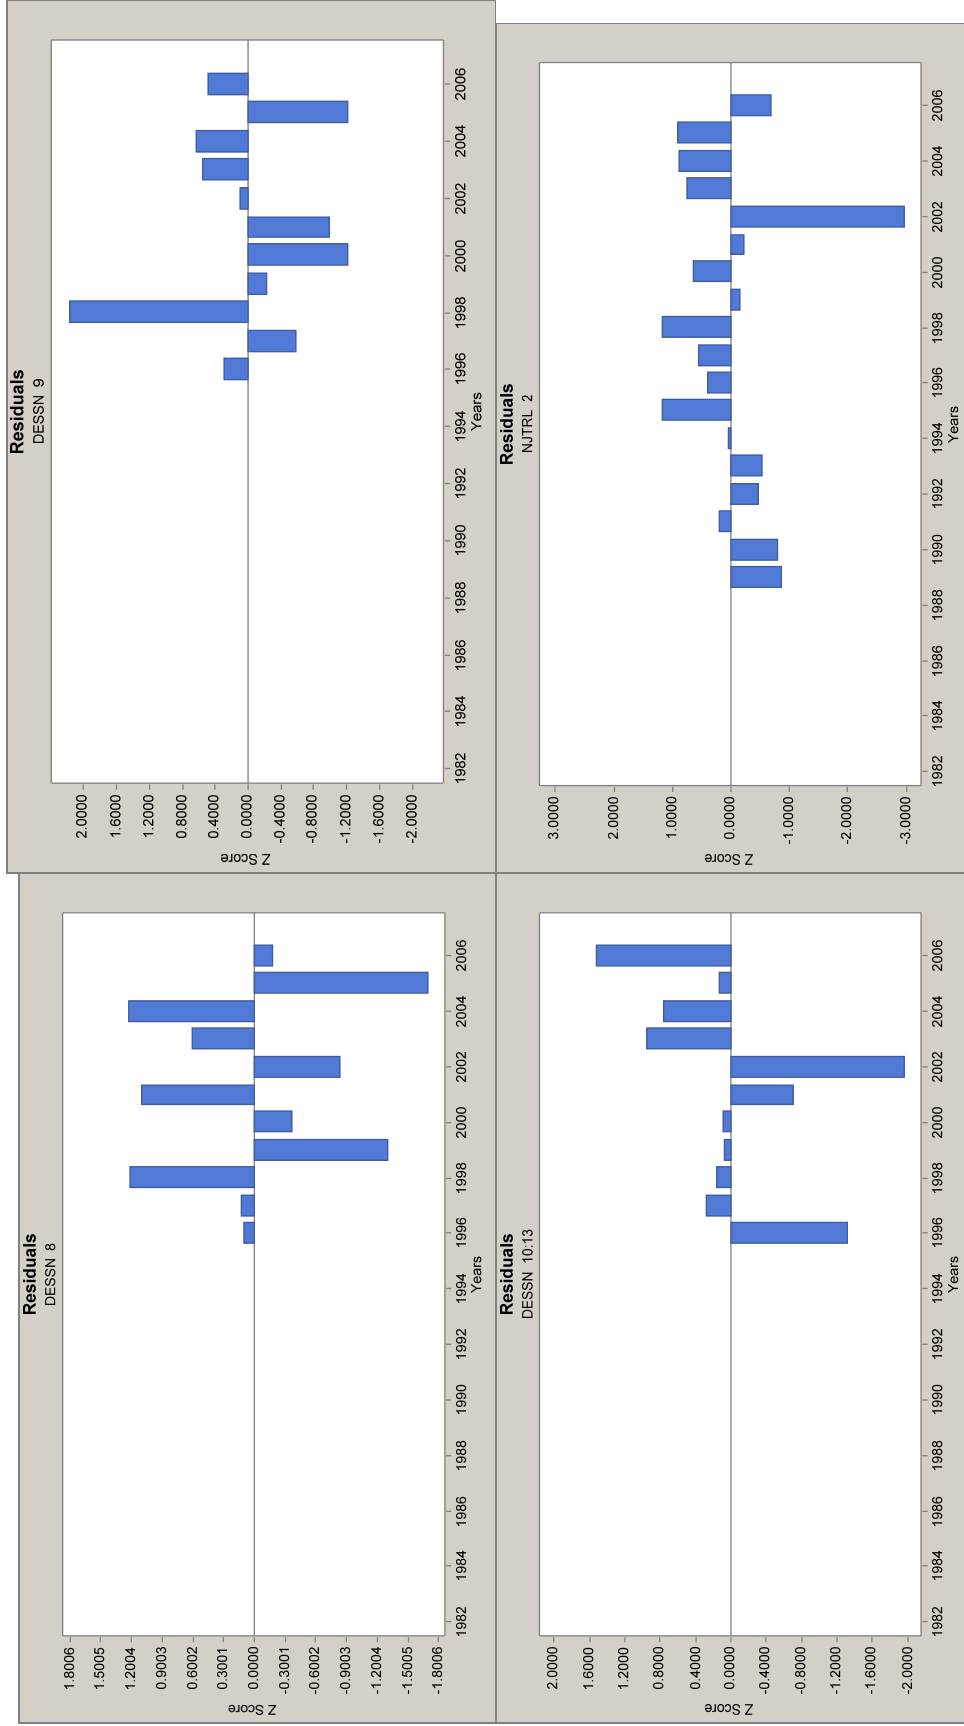 Residuals
DESSN 8
1.8006
1.5005
1.2004
0.9003
0.6002
0.3001
0.0000
-0.3001
-0.6002
-0.9003
-1.2004
-1.5005
-1.8006
Z Score
1982 1984 1986 1988 1990 1992 1994 1996 1998 2000 2002 2004 2006
Years
Residuals
DESSN 9
2.0000
1.6000
1.2000
0.8000
0.4000
0.0000
-0.4000
-0.8000
-1.2000
-1.6000
-2.0000
Z Score
1982 1984 1986 1988 1990 1992 1994 1996 1998 2000 2002 2004 2006
Years
Residuals
DESSN 10:13
2.0000
1.6000
1.2000
0.8000
0.4000
0.0000
-0.4000
-0.8000
-1.2000
-1.6000
-2.0000
Z Score
1982 1984 1986 1988 1990 1992 1994 1996 1998 2000 2002 2004 2006
Years
Residuals
NJTRL 2
3.0000
2.0000
1.0000
0.0000
-1.0000
-2.0000
-3.0000
Z Score
1982 1984 1986 1988 1990 1992 1994 1996 1998 2000 2002 2004 2006
Years